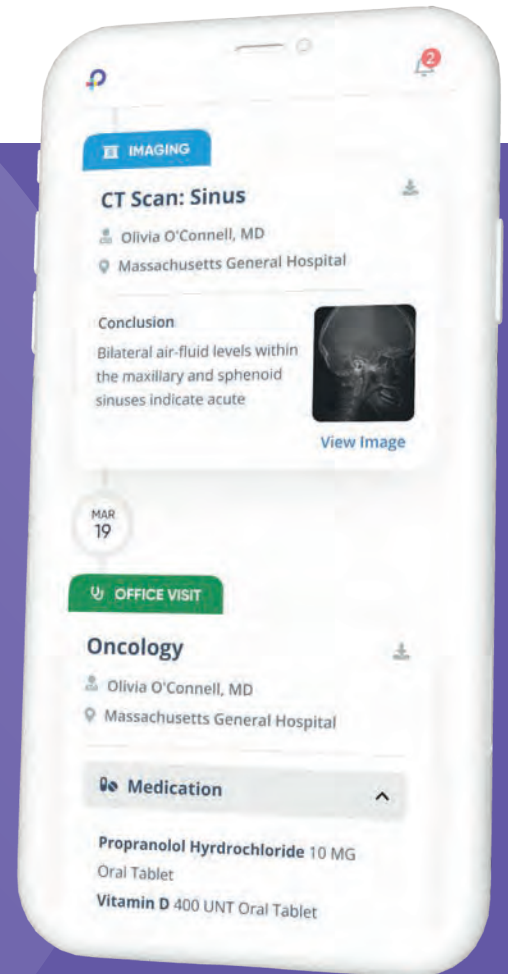 2
IMAGING
CT Scan: Sinus
Olivia O'Connell, MD
Massachusetts General Hospital
Conclusion
Bilateral air-fluid levels within
the maxillary and sphenoid
sinuses indicate acute
View Image
MAR
19
OFFICE VISIT
Oncology
Olivia O'Connell, MD
Massachusetts General Hospital
Medication
Propranolol Hyrdrochloride 10 MG
Oral Tablet
Vitamin D 400 UNT Oral Tablet